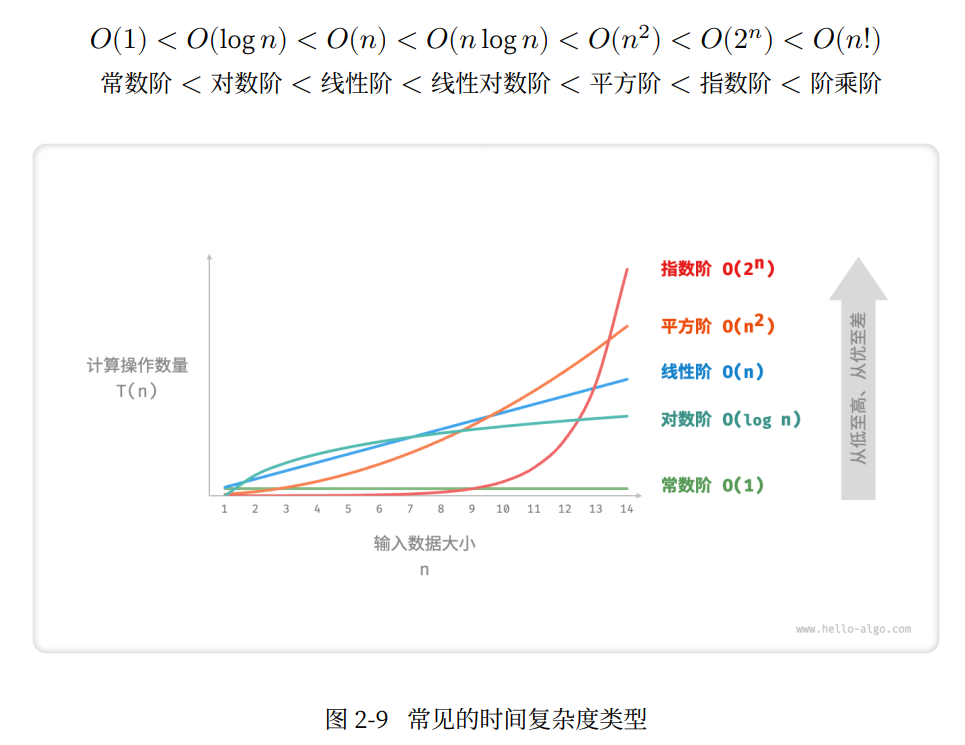 O(1) < O(log n) < O(n) < O(n log n) < O(n²) < O(2ⁿ) < O(n!)
常数阶 < 对数阶 < 线性阶 < 线性对数阶 < 平方阶 < 指数阶 < 阶乘阶
指数阶 O(2ⁿ)
平方阶 O(n²)
线性阶 O(n)
对数阶 O(log n)
常数阶 O(1)
从低至高、从优至差
计算操作数量
T(n)
1 2 3 4 5 6 7 8 9 10 11 12 13 14
输入数据大小
n
www.hello-algo.com
图 2-9 常见的时间复杂度类型